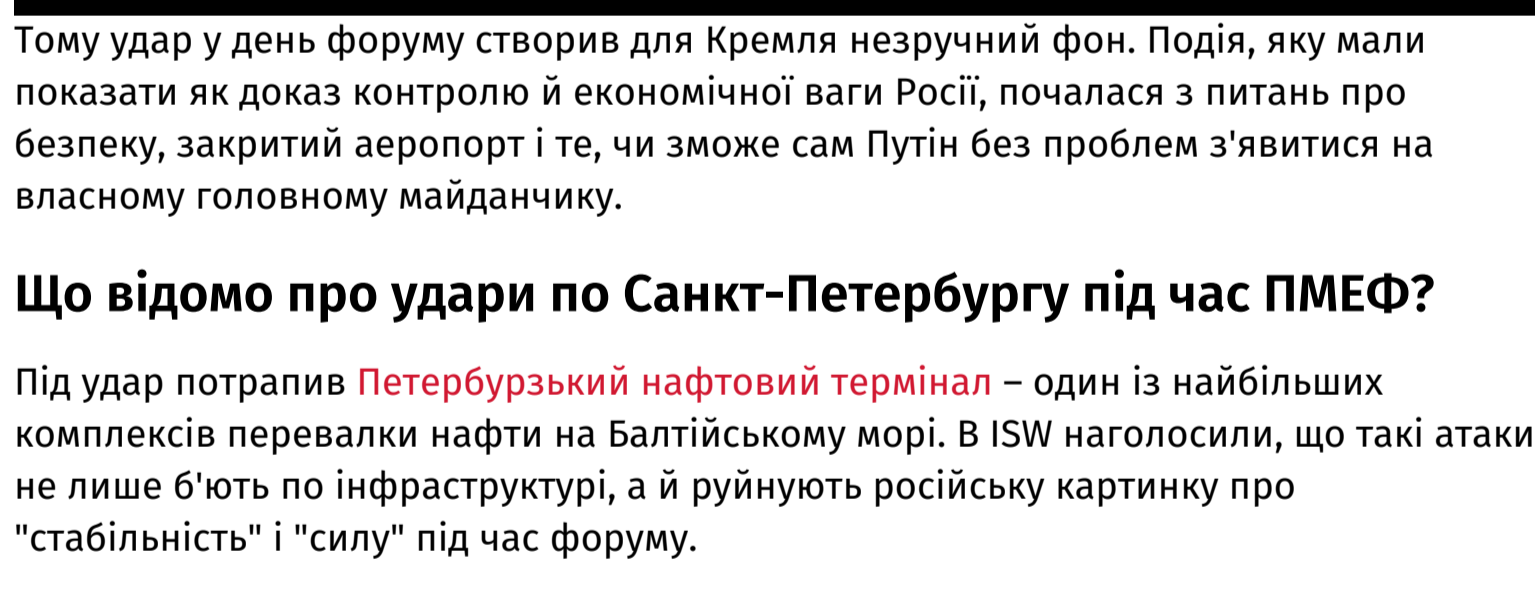 Тому удар у день форуму створив для Кремля незручний фон. Подія, яку мали
показати як доказ контролю й економічної ваги Росії, почалася з питань про
безпеку, закритий аеропорт і те, чи зможе сам Путін без проблем з'явитися на
власному головному майданчику.
Що відомо про удари по Санкт-Петербургу під час ПМЕФ?
Під удар потрапив Петербурзький нафтовий термінал – один із найбільших
комплексів перевалки нафти на Балтійському морі. В ISW наголосили, що такі атаки
не лише б'ють по інфраструктурі, а й руйнують російську картинку про
"стабільність" і "силу" під час форуму.